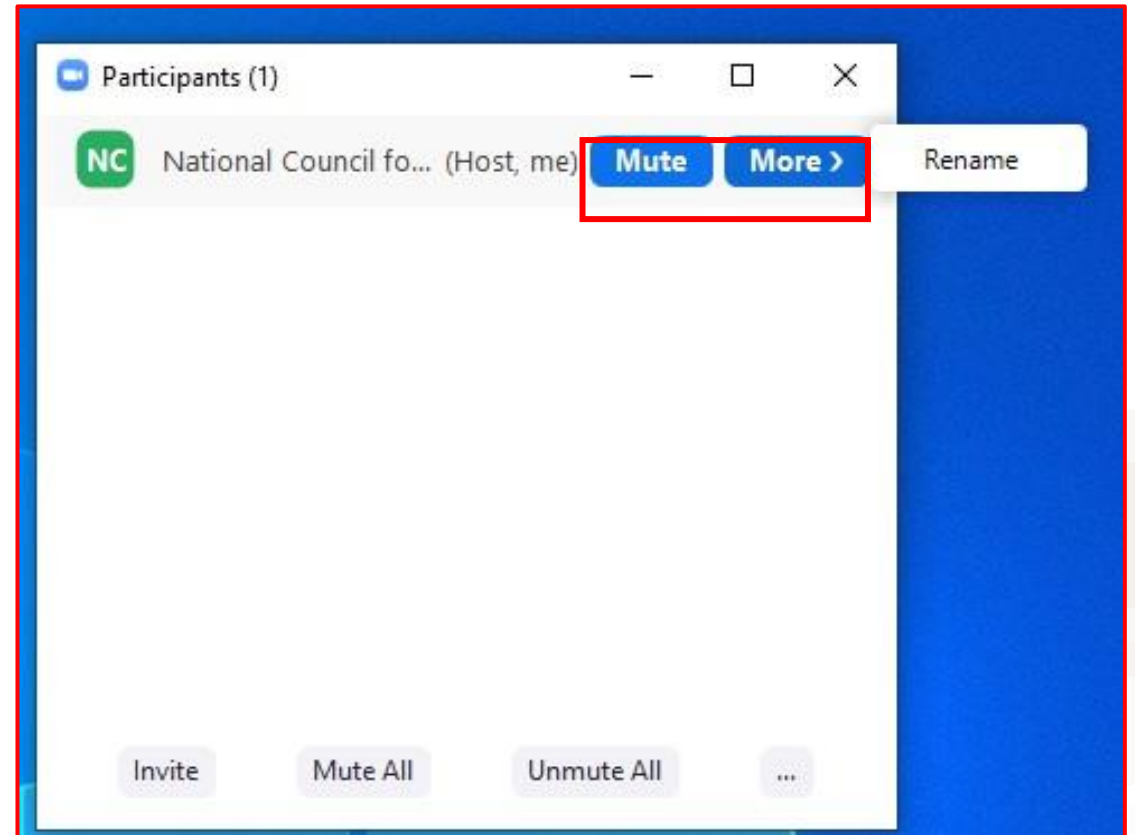 Participants (1)
NC National Council fo... (Host, me) Mute More > Rename
Invite Mute All Unmute All ...